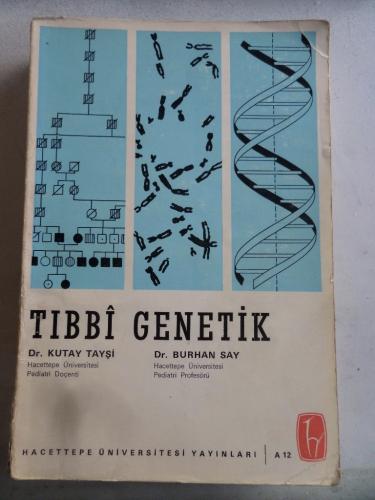 TIBBÎ GENETİK
Dr. KUTAY TAYŞİ
Hacettepe Üniversitesi
Pediatri Doçenti
Dr. BURHAN SAY
Hacettepe Üniversitesi
Pediatri Profesörü
HACETTEPE ÜNİVERSİTESİ YAYINLARI | A 12